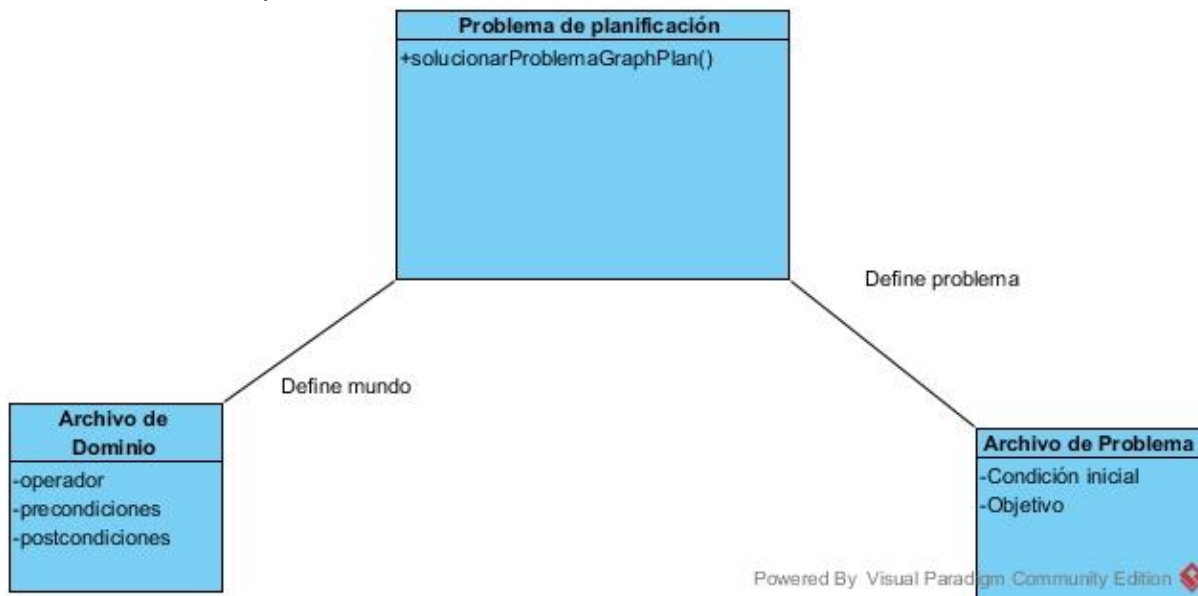 Problema de planificación
+solucionarProblemaGraphPlan()
Define problema
Define mundo
Archivo de
Dominio
-operador
-precondiciones
-postcondiciones
Archivo de Problema
-Condición inicial
-Objetivo
Powered By Visual Paradigm Community Edition